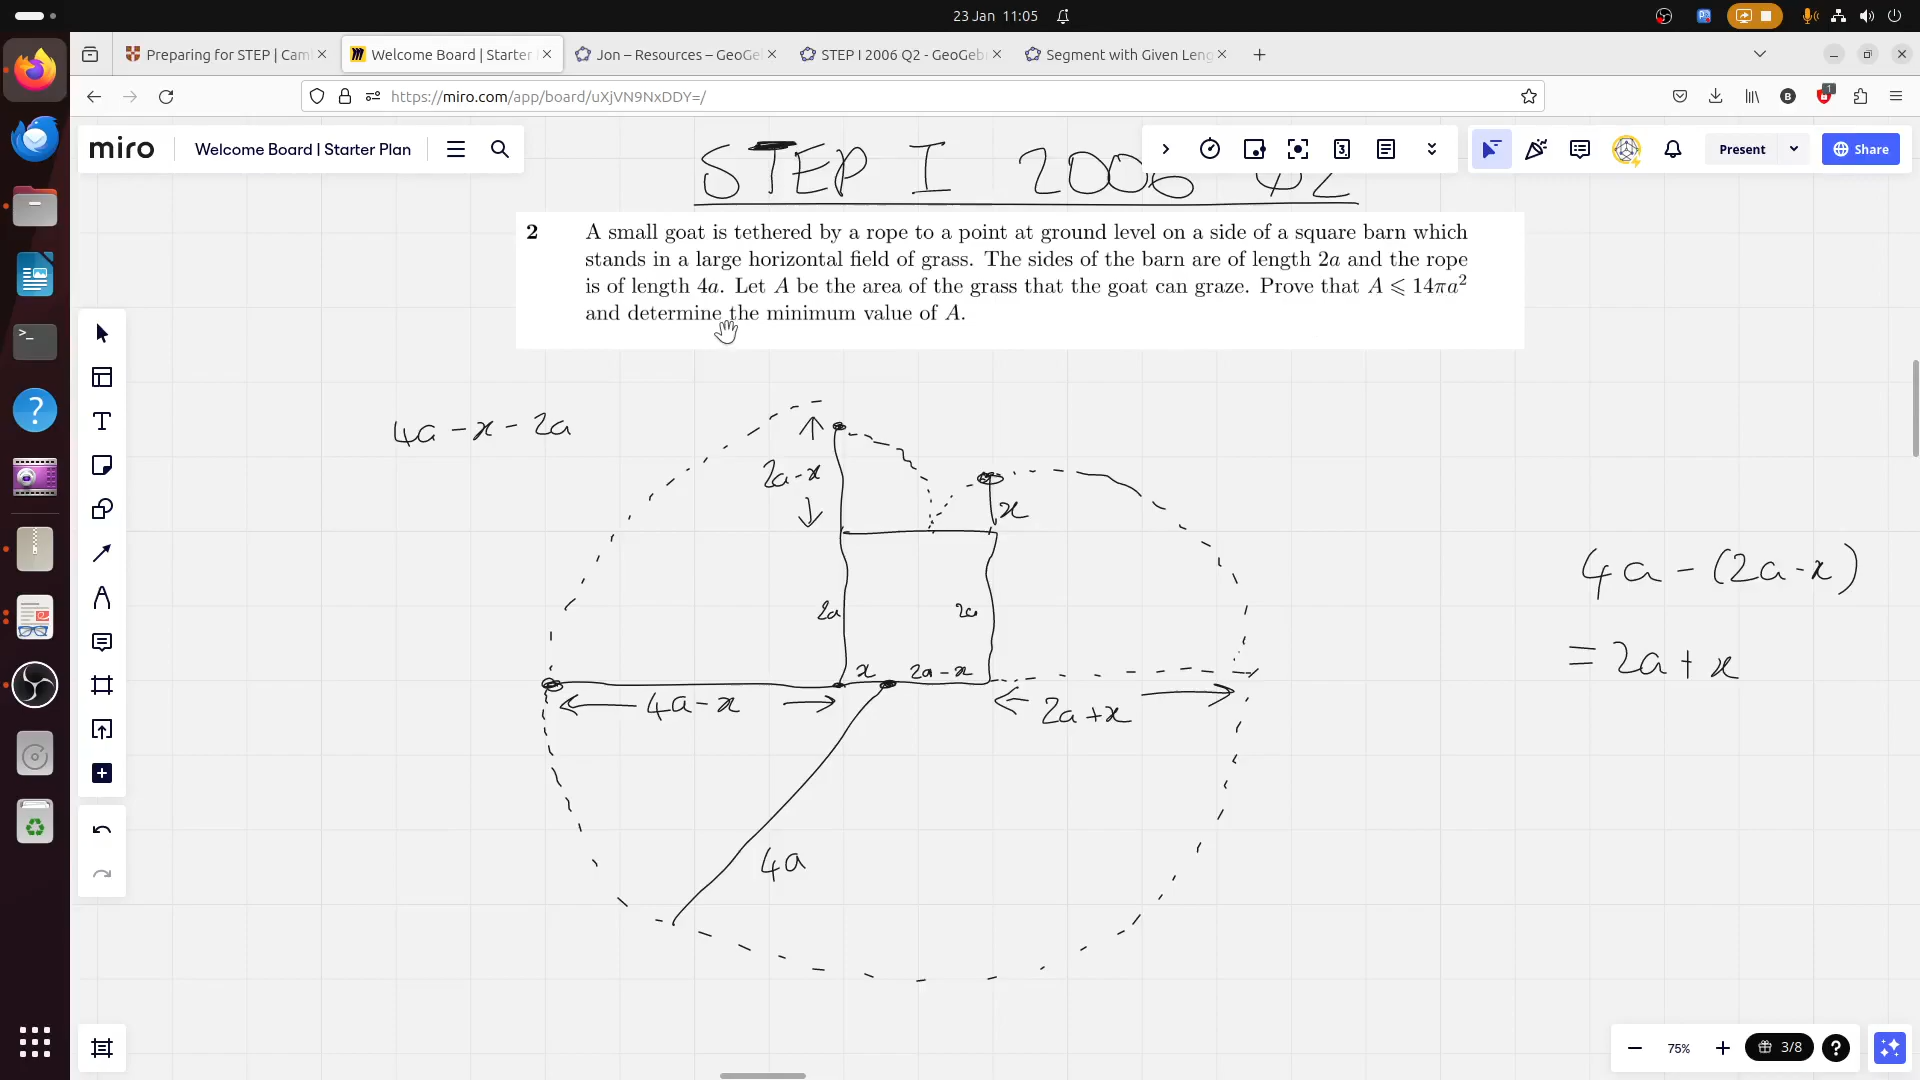 23 Jan 11:05
Preparing for STEP | Cam
Welcome Board | Starter
Jon – Resources – GeoGe
STEP I 2006 Q2 - GeoGeb
Segment with Given Leng
https://miro.com/app/board/uXjVN9NxDDY=/
1
B
miro
Welcome Board | Starter Plan
3
Present
Share
STEP I 2006 Q2
2 A small goat is tethered by a rope to a point at ground level on a side of a square barn which
stands in a large horizontal field of grass. The sides of the barn are of length 2a and the rope
is of length 4a. Let A be the area of the grass that the goat can graze. Prove that A ⩽ 14πa²
and determine the minimum value of A.
4a - x - 2a
2a - x
x
4a - (2a - x)
2a
2a
= 2a + x
x
2a - x
4a - x
2a + x
4a
75%
3/8